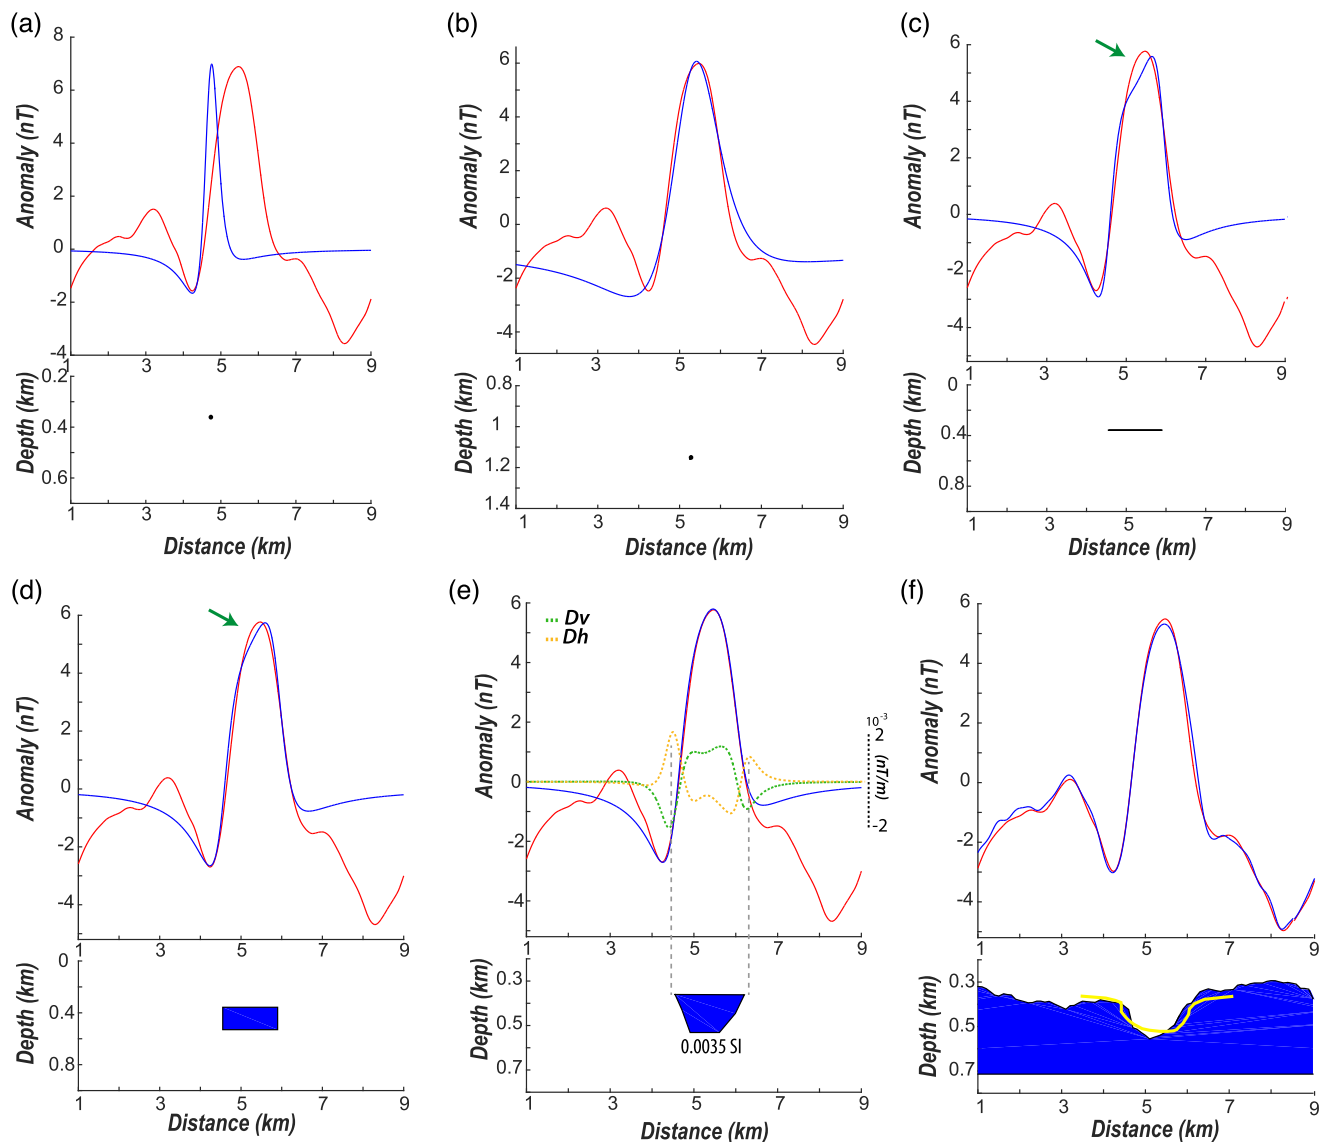 (a)
8
6
4
2
0
-2
-4
Anomaly (nT)
1 3 5 7 9
0.2
0.4
0.6
Depth (km)
1 3 5 7 9
Distance (km)
(b)
6
4
2
0
-2
-4
Anomaly (nT)
1 3 5 7 9
0.8
1
1.2
1.4
Depth (km)
1 3 5 7 9
Distance (km)
(c)
6
4
2
0
-2
-4
Anomaly (nT)
1 3 5 7 9
0
0.4
0.8
Depth (km)
1 3 5 7 9
Distance (km)
(d)
6
4
2
0
-2
-4
Anomaly (nT)
1 3 5 7 9
0
0.4
0.8
Depth (km)
1 3 5 7 9
Distance (km)
(e)
Dv
Dh
6
4
2
0
-2
-4
Anomaly (nT)
10-3
2
(nT/m)
-2
1 3 5 7 9
0.3
0.5
0.7
Depth (km)
0.0035 SI
1 3 5 7 9
Distance (km)
(f)
6
4
2
0
-2
-4
Anomaly (nT)
1 3 5 7 9
0.3
0.5
0.7
Depth (km)
1 3 5 7 9
Distance (km)